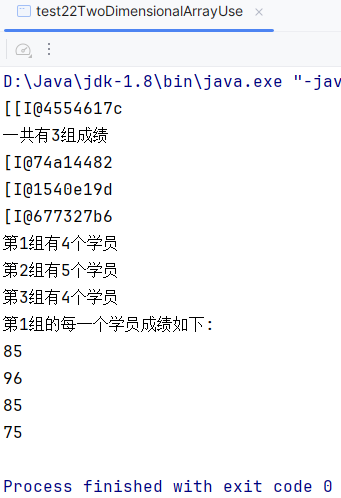 test22TwoDimensionalArrayUse
D:\Java\jdk-1.8\bin\java.exe "-jav
[[I@4554617c
一共有3组成绩
[I@74a14482
[I@1540e19d
[I@677327b6
第1组有4个学员
第2组有5个学员
第3组有4个学员
第1组的每一个学员成绩如下:
85
96
85
75
Process finished with exit code 0